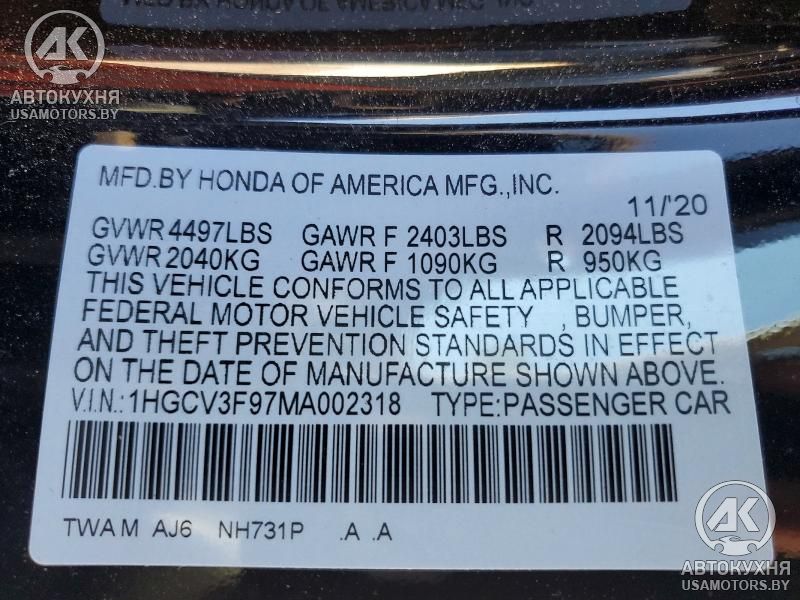 AK
АВТОКУХНЯ
USAMOTORS.BY
MFD.BY HONDA OF AMERICA MFG.,INC.
11/'20
GVWR 4497LBS GAWR F 2403LBS R 2094LBS
GVWR 2040KG GAWR F 1090KG R 950KG
THIS VEHICLE CONFORMS TO ALL APPLICABLE
FEDERAL MOTOR VEHICLE SAFETY , BUMPER,
AND THEFT PREVENTION STANDARDS IN EFFECT
ON THE DATE OF MANUFACTURE SHOWN ABOVE.
V.I.N.:1HGCV3F97MA002318 TYPE:PASSENGER CAR
TWA M AJ6 NH731P .A .A
AK
АВТОКУХНЯ
USAMOTORS.BY